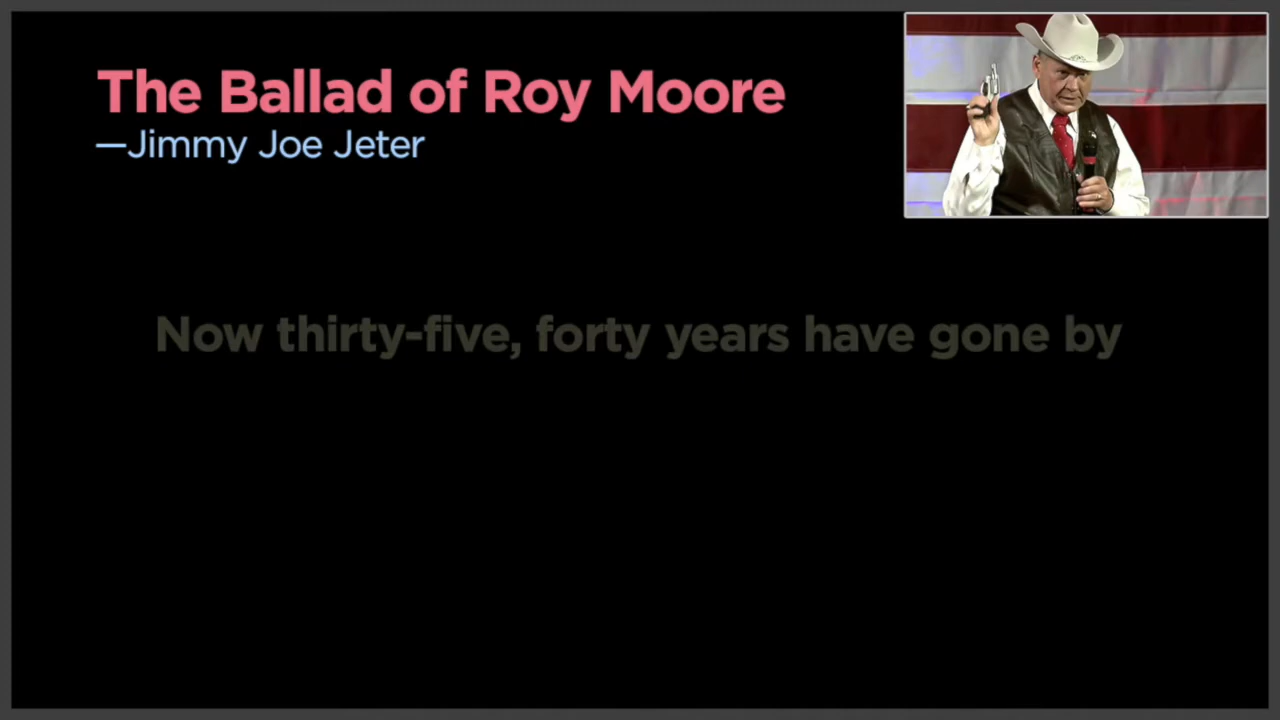 The Ballad of Roy Moore
—Jimmy Joe Jeter
Now thirty-five, forty years have gone by